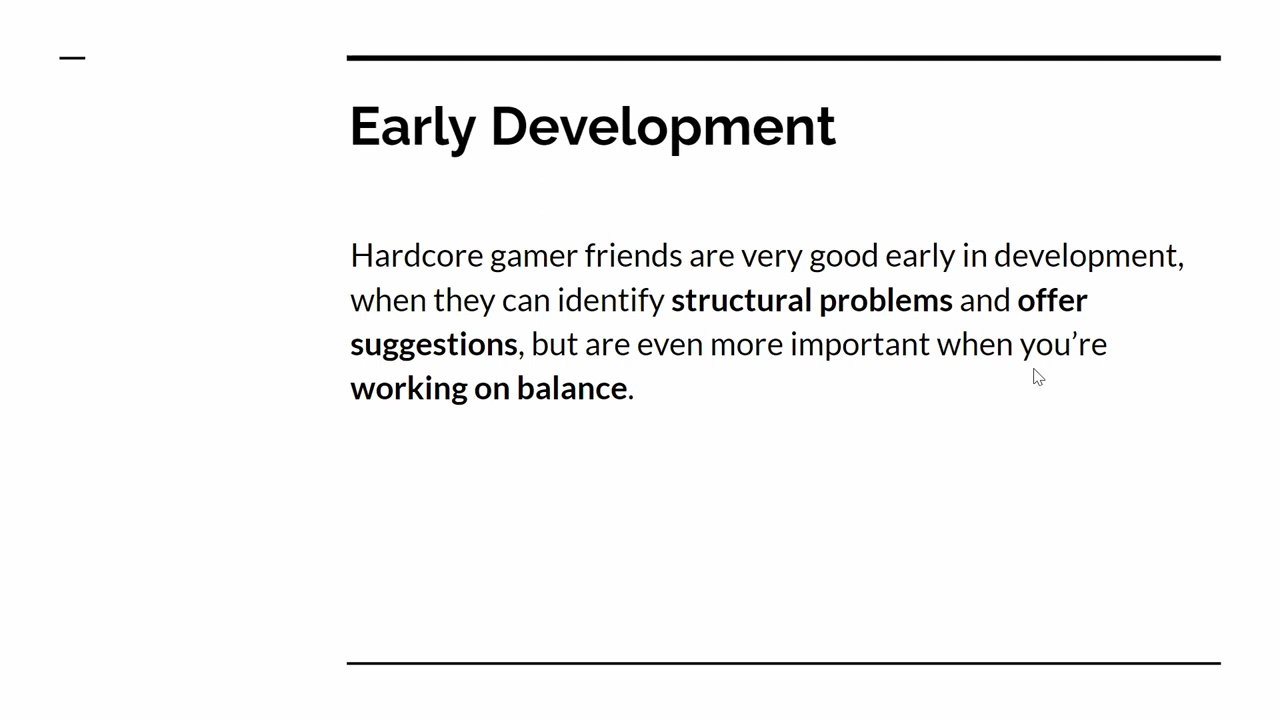 Early Development
Hardcore gamer friends are very good early in development,
when they can identify structural problems and offer
suggestions, but are even more important when you’re
working on balance.